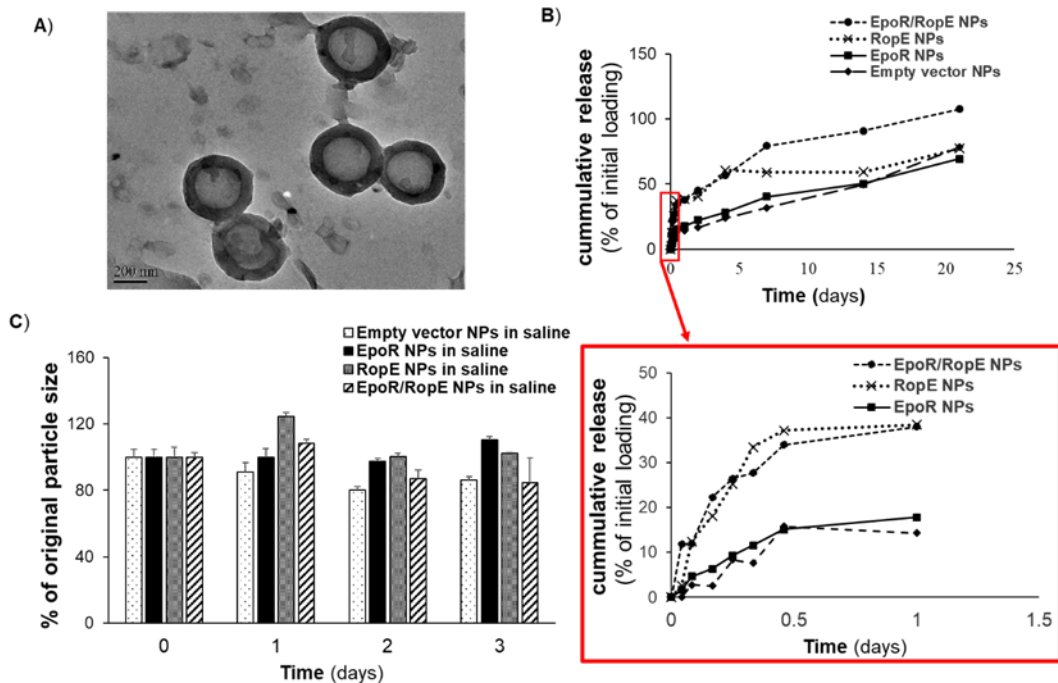 A)
200 nm
B)
EpoR/RopE NPs
RopE NPs
EpoR NPs
Empty vector NPs
cummulative release
(% of initial loading)
150
100
50
0
0 5 10 15 20 25
Time (days)
C)
Empty vector NPs in saline
EpoR NPs in saline
RopE NPs in saline
EpoR/RopE NPs in saline
% of original particle size
160
120
80
40
0
0 1 2 3
Time (days)
EpoR/RopE NPs
RopE NPs
EpoR NPs
cummulative release
(% of initial loading)
50
40
30
20
10
0
0 0.5 1 1.5
Time (days)